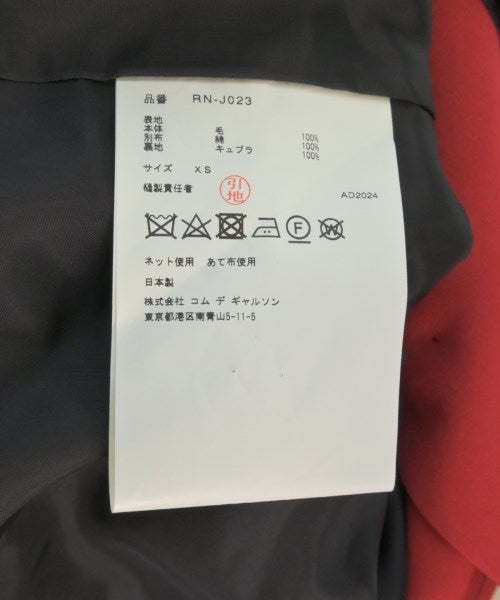 品番 RN-J023
表地
本体 毛 100%
別布 綿 100%
裏地 キュプラ 100%
サイズ XS
縫製責任者 引地
AD2024
ネット使用 あて布使用
日本製
株式会社 コム デ ギャルソン
東京都港区南青山5-11-5